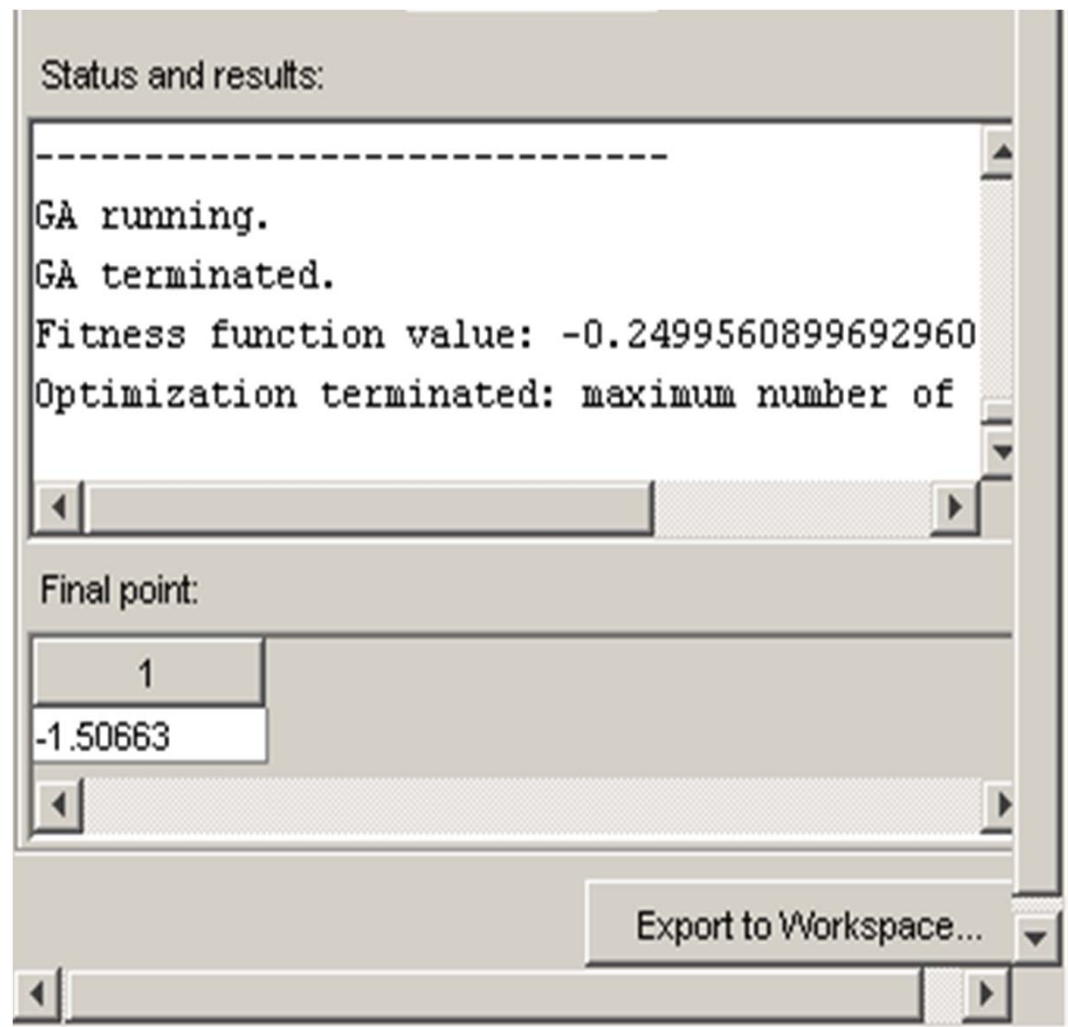 Status and results:
------------------------------
GA running.
GA terminated.
Fitness function value: -0.2499560899692960
Optimization terminated: maximum number of
Final point:
1
-1.50663
Export to Workspace...